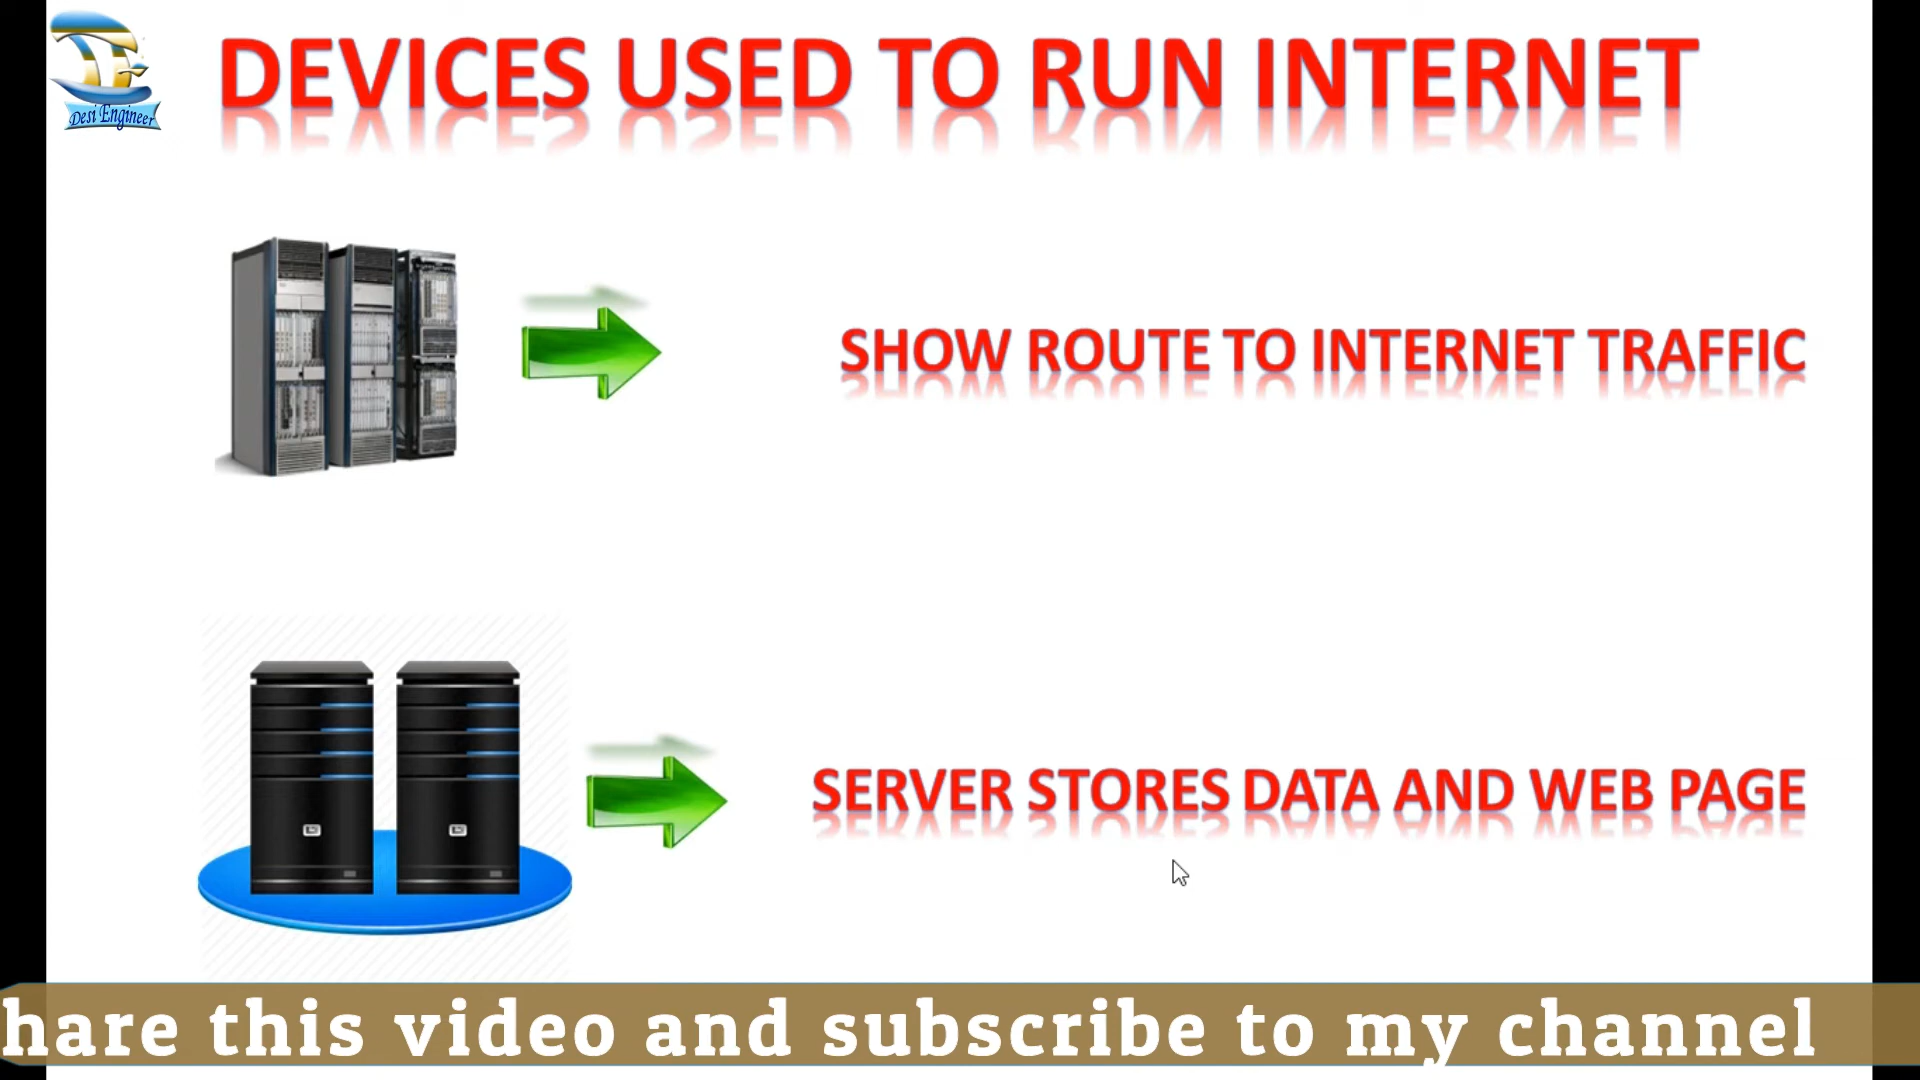 Desi Engineer
DEVICES USED TO RUN INTERNET
SHOW ROUTE TO INTERNET TRAFFIC
SERVER STORES DATA AND WEB PAGE
hare this video and subscribe to my channel